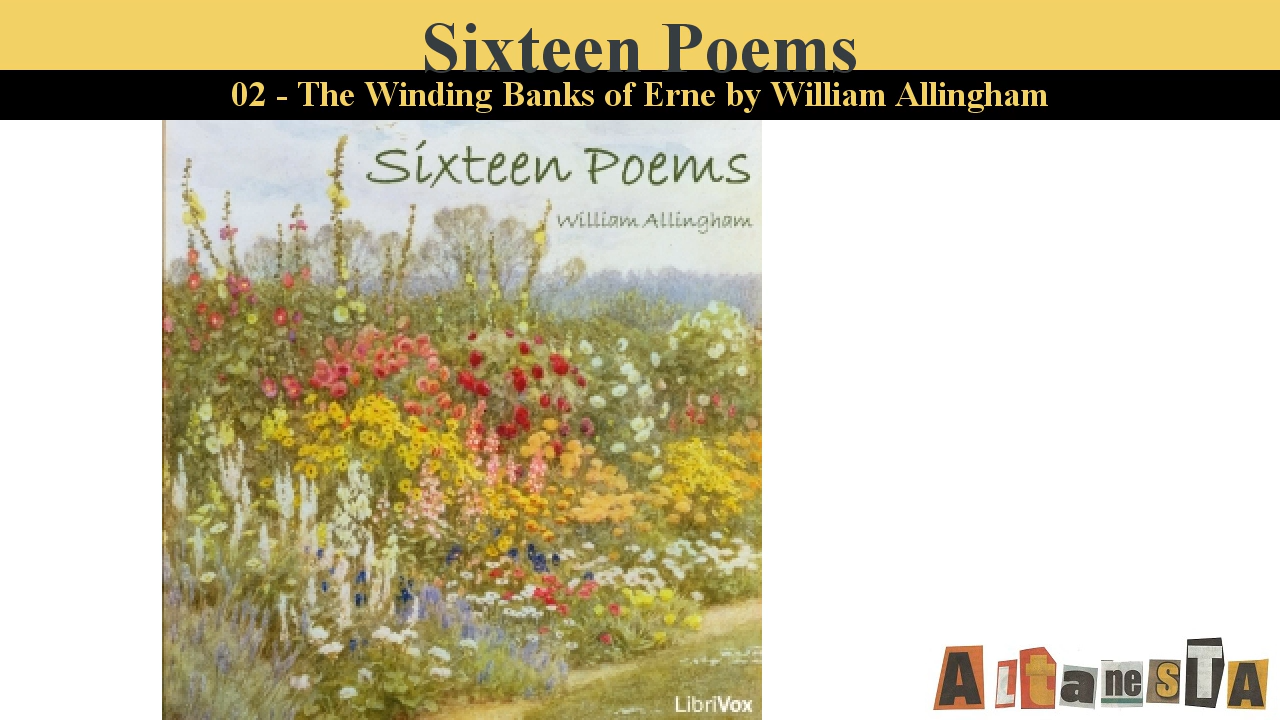 Sixteen Poems
02 - The Winding Banks of Erne by William Allingham
Sixteen Poems
William Allingham
LibriVox
AltanesTA